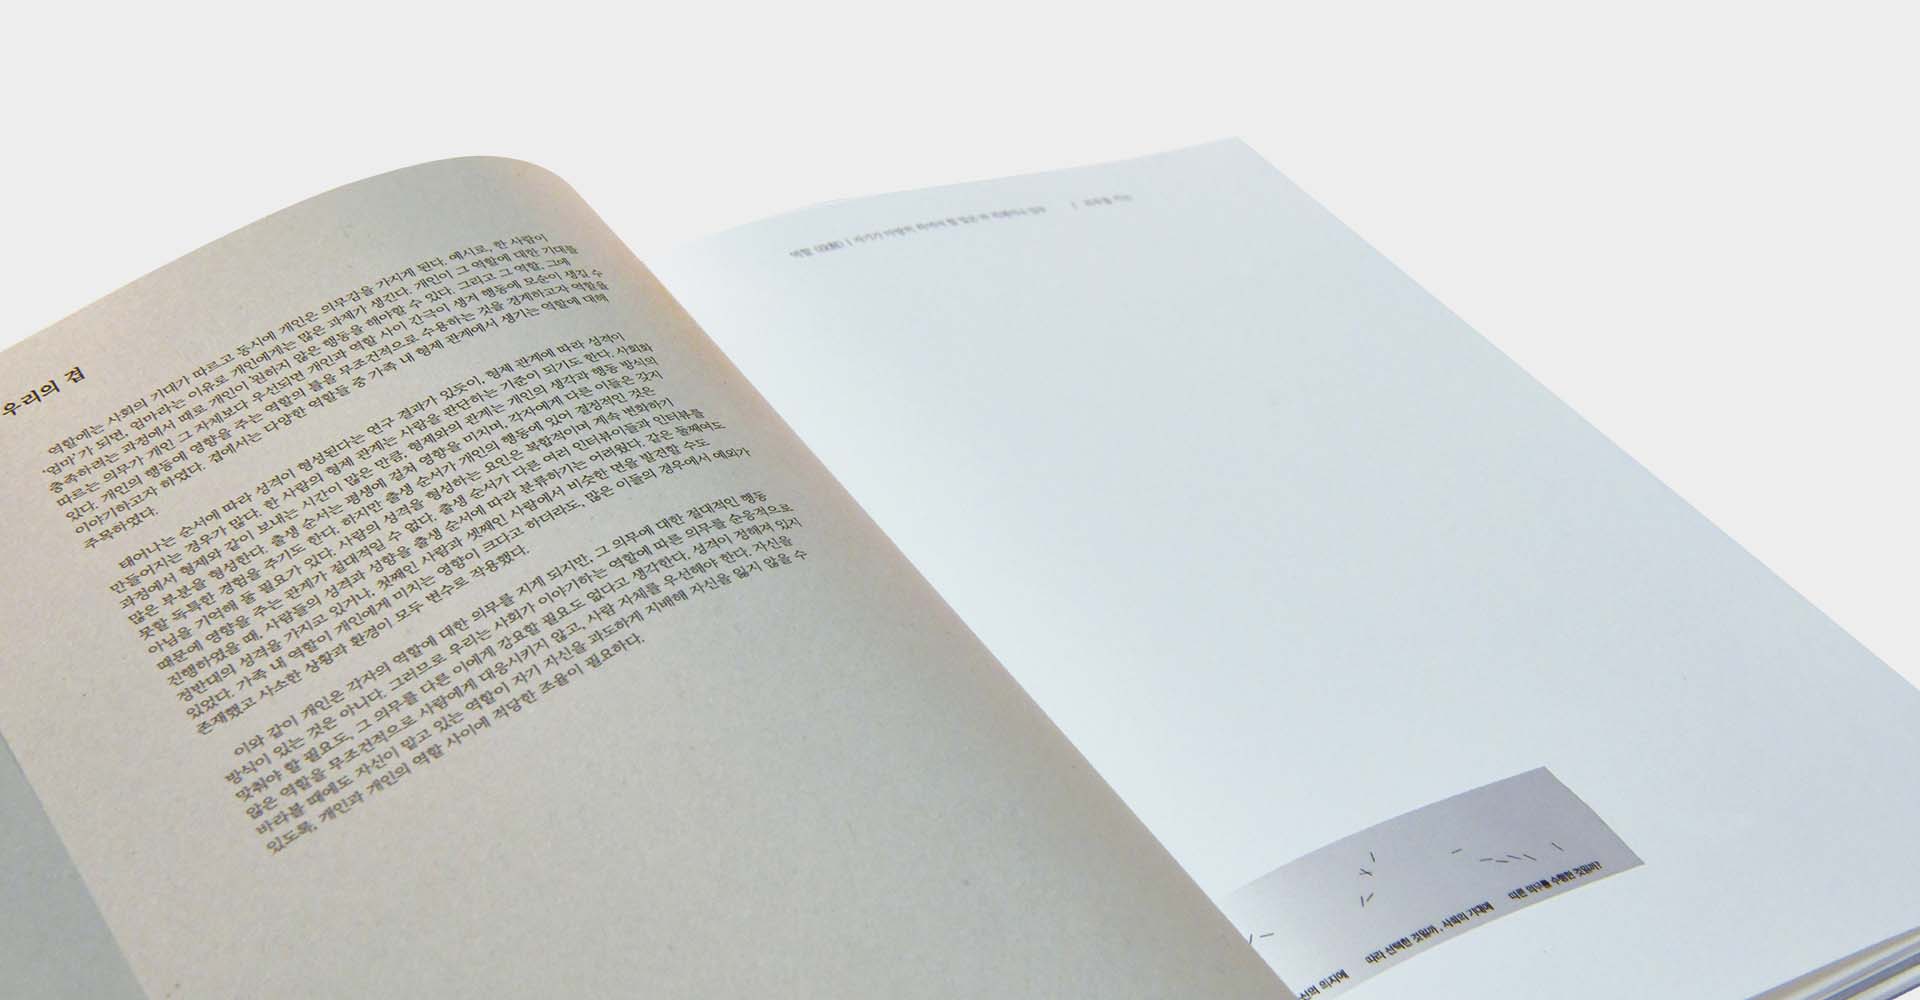 우리의 겹
역할에는 사회의 기대가 따르고 동시에 개인은 의무감을 가지게 된다. 예시로, 한 사람이
'엄마'가 되면, 엄마라는 이유로 개인에게는 많은 과제가 생긴다. 개인이 그 역할에 대한 기대를
충족하려는 과정에서 때로 개인이 원하지 않은 행동을 해야할 수 있다. 그리고 그 역할, 그에
따르는 의무가 개인 그 자체보다 우선되면 개인과 역할 사이 간극이 생겨 행동에 모순이 생길 수
있다. 개인의 행동에 영향을 주는 역할의 틀을 무조건적으로 수용하는 것을 경계하고자 역할을
이야기하고자 하였다. 겹에서는 다양한 역할들 중 가족 내 형제 관계에서 생기는 역할에 대해
주목하였다.
태어나는 순서에 따라 성격이 형성된다는 연구 결과가 있듯이, 형제 관계에 따라 성격이
만들어지는 경우가 많다. 한 사람의 형제 관계는 사람을 판단하는 기준이 되기도 한다. 사회화
과정에서 형제와 같이 보내는 시간이 많은 만큼, 형제와의 관계는 개인의 생각과 행동 방식의
많은 부분을 형성한다. 출생 순서는 평생에 걸쳐 영향을 미치며, 각자에게 다른 이들은 갖지
못할 독특한 경험을 주기도 한다. 하지만 출생 순서가 개인의 행동에 있어 결정적인 것은
아님을 기억해 둘 필요가 있다. 사람의 성격을 형성하는 요인은 복합적이며 계속 변화하기
때문에 영향을 주는 관계가 절대적일 수 없다. 출생 순서가 다른 여러 인터뷰이들과 인터뷰를
진행하였을 때, 사람들의 성격과 성향을 출생 순서에 따라 분류하기는 어려웠다. 같은 둘째여도
정반대의 성격을 가지고 있거나, 첫째인 사람과 셋째인 사람에서 비슷한 면을 발견할 수도
있었다. 가족 내 역할이 개인에게 미치는 영향이 크다고 하더라도, 많은 이들의 경우에서 예외가
존재했고 사소한 상황과 환경이 모두 변수로 작용했다.
이와 같이 개인은 각자의 역할에 대한 의무를 지게 되지만, 그 의무에 대한 절대적인 행동
방식이 있는 것은 아니다. 그러므로 우리는 사회가 이야기하는 역할에 따른 의무를 순응적으로
맞춰야 할 필요도, 그 의무를 다른 이에게 강요할 필요도 없다고 생각한다. 성격이 정해져 있지
않은 역할을 무조건적으로 사람에게 대응시키지 않고, 사람 자체를 우선해야 한다. 자신을
바라볼 때에도 자신이 맡고 있는 역할이 자기 자신을 과도하게 지배해 자신을 잃지 않을 수
있도록, 개인과 개인의 역할 사이에 적당한 조율이 필요하다.
역할 (役割) | 자기가 마땅히
신의 의지에 따라 선택한 것일까, 사회의 기대에 따른 의무를 수행한 것일까?